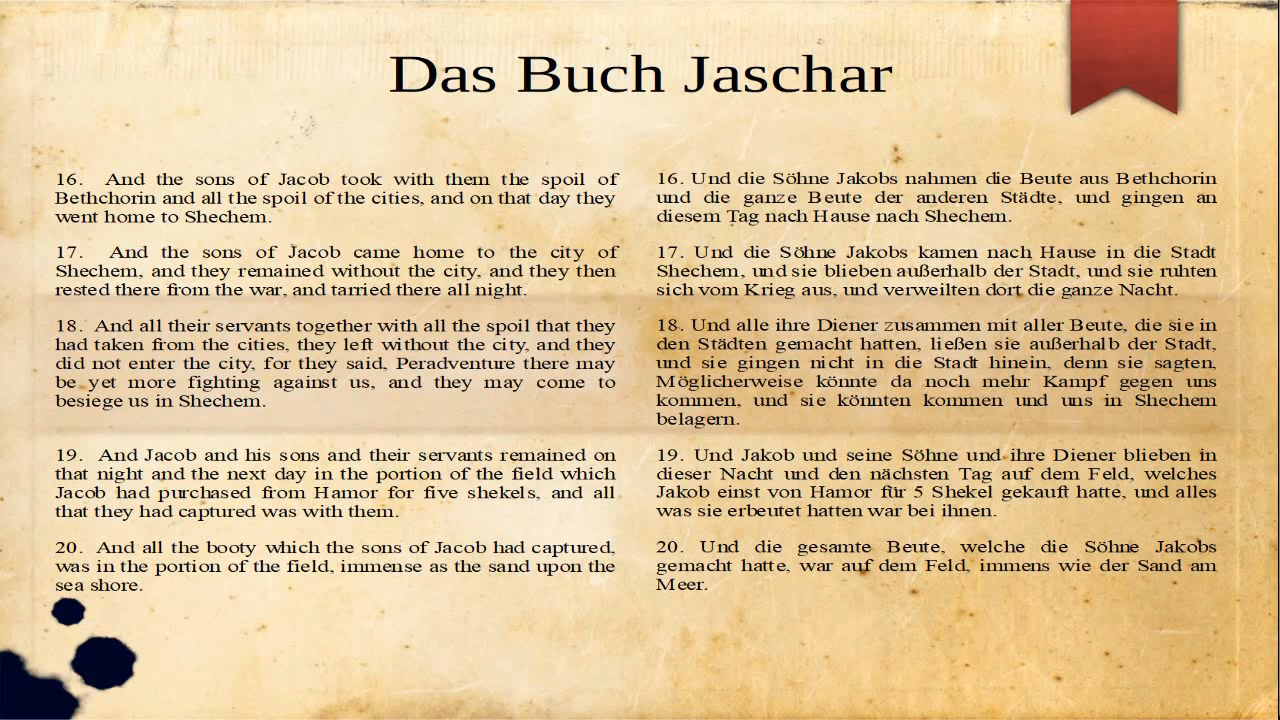 Das Buch Jaschar
16. And the sons of Jacob took with them the spoil of
Bethchorin and all the spoil of the cities, and on that day they
went home to Shechem.
17. And the sons of Jacob came home to the city of
Shechem, and they remained without the city, and they then
rested there from the war, and tarried there all night.
18. And all their servants together with all the spoil that they
had taken from the cities, they left without the city, and they
did not enter the city, for they said, Peradventure there may
be yet more fighting against us, and they may come to
besiege us in Shechem.
19. And Jacob and his sons and their servants remained on
that night and the next day in the portion of the field which
Jacob had purchased from Hamor for five shekels, and all
that they had captured was with them.
20. And all the booty which the sons of Jacob had captured,
was in the portion of the field, immense as the sand upon the
sea shore.
16. Und die Söhne Jakobs nahmen die Beute aus Bethchorin
und die ganze Beute der anderen Städte, und gingen an
diesem Tag nach Hause nach Shechem.
17. Und die Söhne Jakobs kamen nach Hause in die Stadt
Shechem, und sie blieben außerhalb der Stadt, und sie ruhten
sich vom Krieg aus, und verweilten dort die ganze Nacht.
18. Und alle ihre Diener zusammen mit aller Beute, die sie in
den Städten gemacht hatten, ließen sie außerhalb der Stadt,
und sie gingen nicht in die Stadt hinein, denn sie sagten,
Möglicherweise könnte da noch mehr Kampf gegen uns
kommen, und sie könnten kommen und uns in Shechem
belagern.
19. Und Jakob und seine Söhne und ihre Diener blieben in
dieser Nacht und den nächsten Tag auf dem Feld, welches
Jakob einst von Hamor für 5 Shekel gekauft hatte, und alles
was sie erbeutet hatten war bei ihnen.
20. Und die gesamte Beute, welche die Söhne Jakobs
gemacht hatte, war auf dem Feld, immens wie der Sand am
Meer.